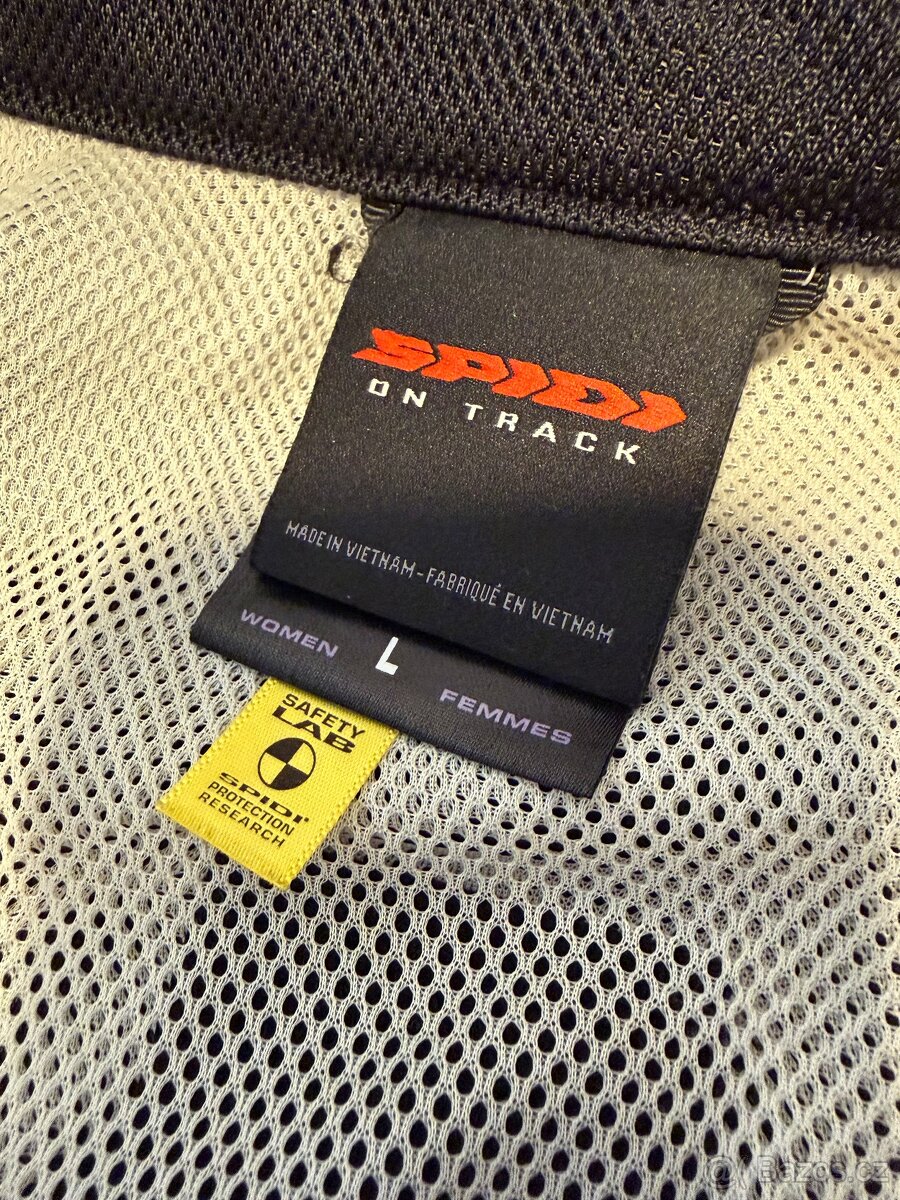 SPIDI
ON TRACK
MADE IN VIETNAM-FABRIQUÉ EN VIETNAM
WOMEN L FEMMES
SAFETY
LAB
SPIDI
PROTECTION
RESEARCH
@ Bazos.cz